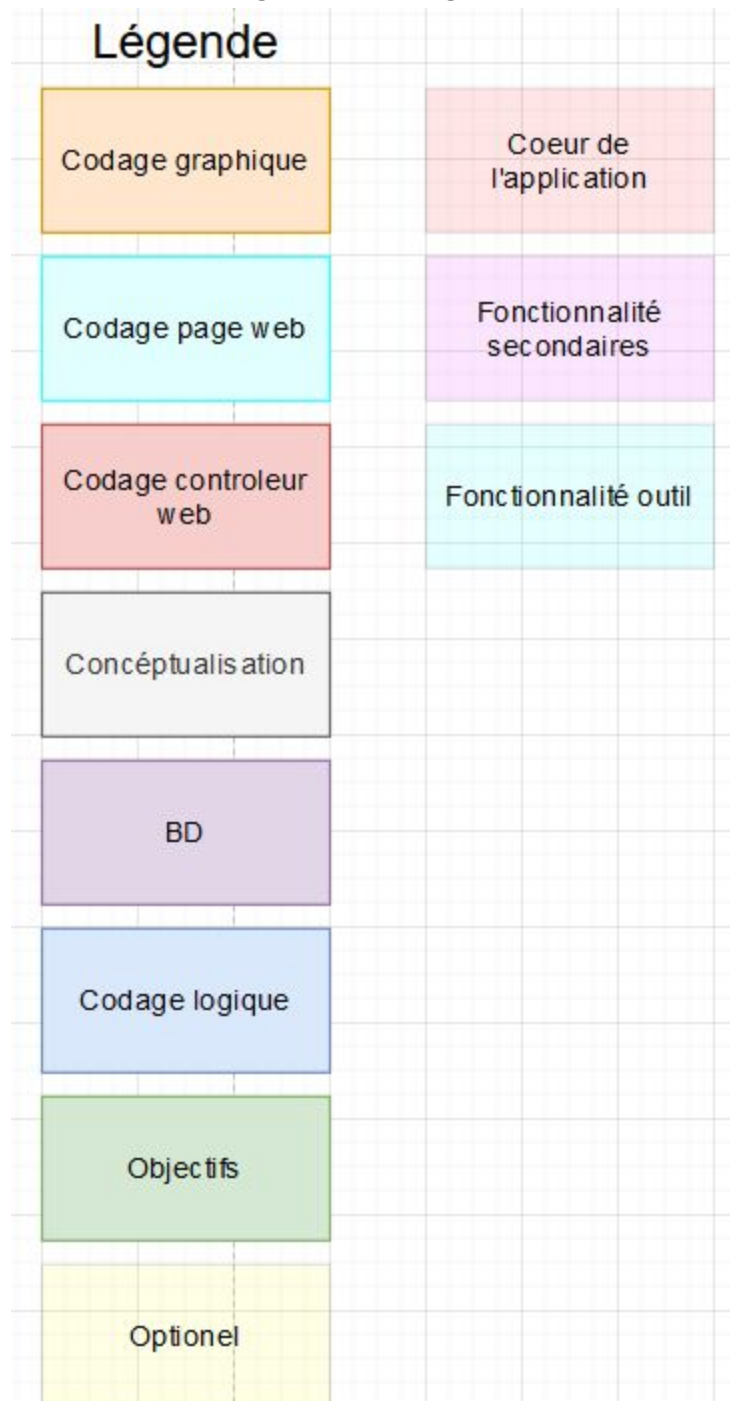 Légende
Codage graphique
Codage page web
Codage controleur
web
Concéptualisation
BD
Codage logique
Objectifs
Optionel
Coeur de
l'application
Fonctionnalité
secondaires
Fonctionnalité outil